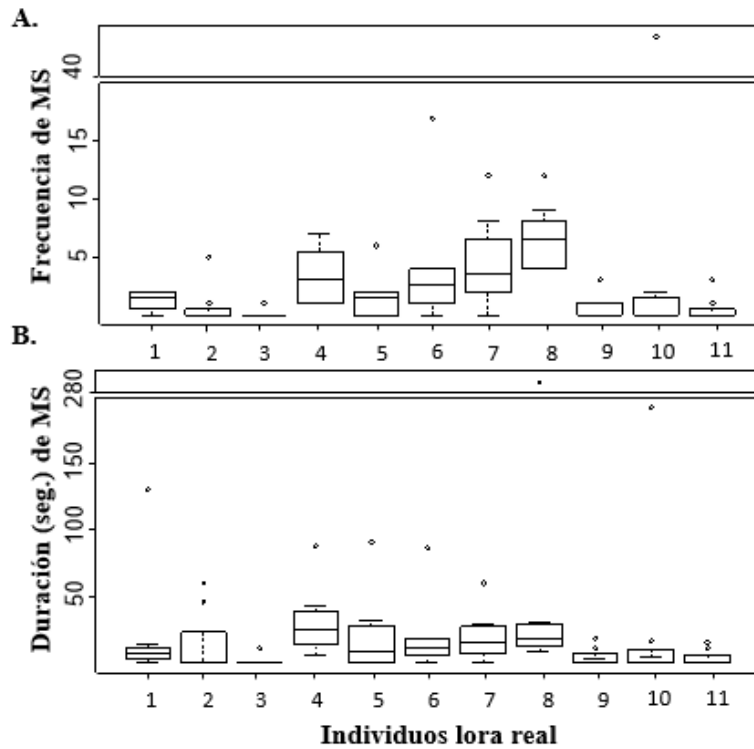 A.
Frecuencia de MS
40
15
10
5
1 2 3 4 5 6 7 8 9 10 11
B.
Duración (seg.) de MS
280
150
100
50
1 2 3 4 5 6 7 8 9 10 11
Individuos lora real